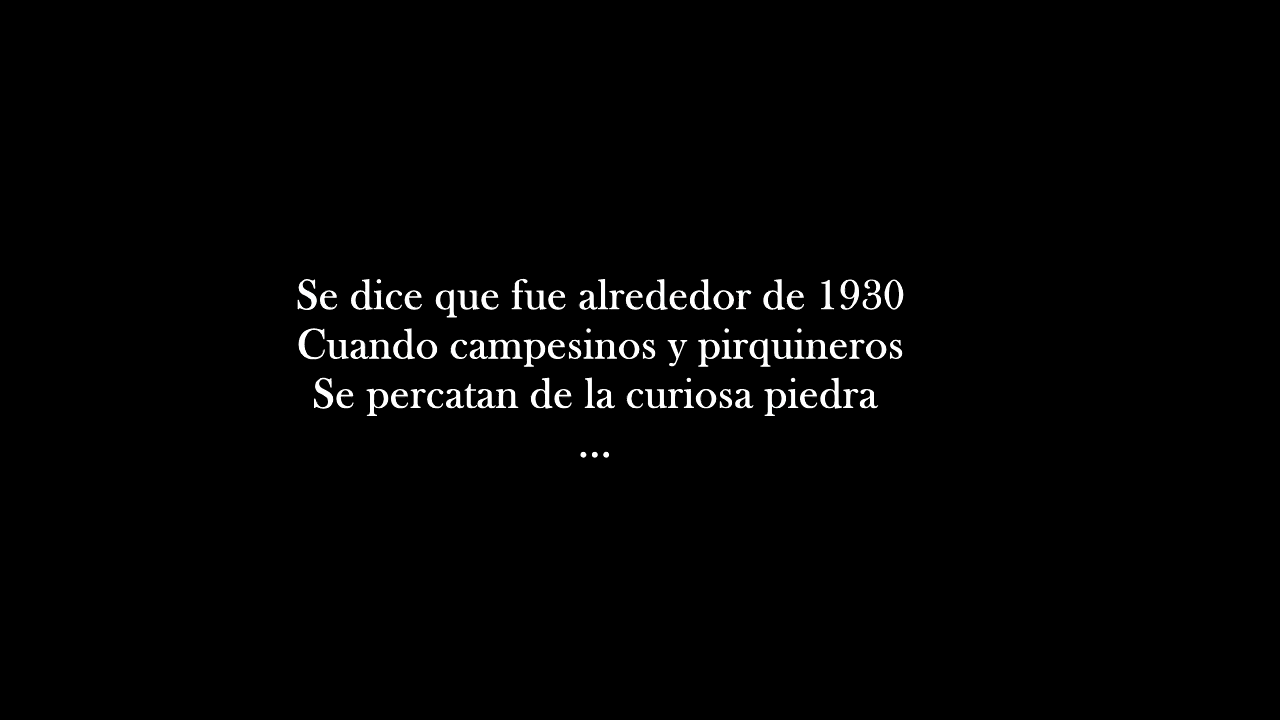 Se dice que fue alrededor de 1930
Cuando campesinos y pirquineros
Se percatan de la curiosa piedra
...